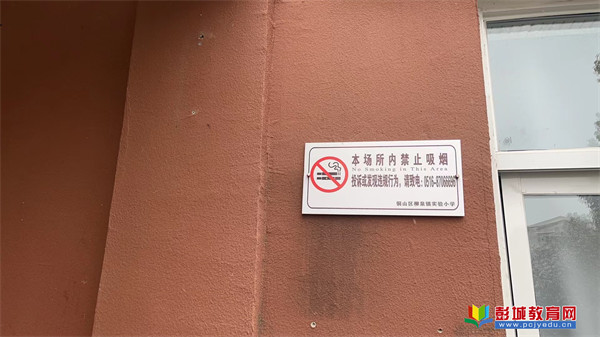 本场所内禁止吸烟
No Smoking in This Area
投诉或发现违规行为，请致电：0516-87066696
铜山区柳泉镇实验小学
彭城教育网
www.pcjyedu.cn